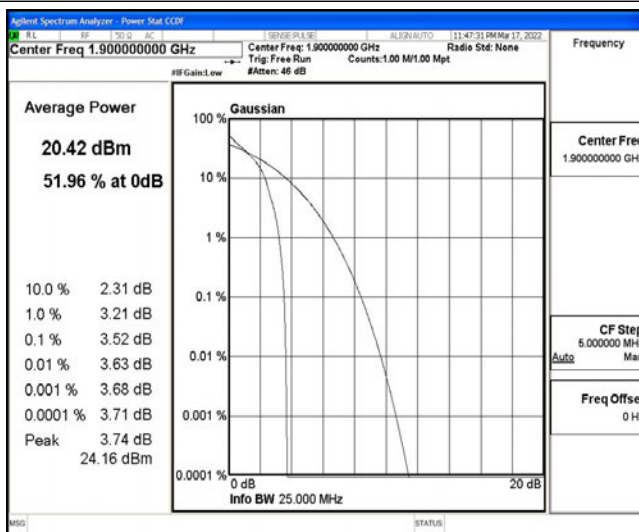 Agilent Spectrum Analyzer - Power Stat CCDF
RL RF 50 Ω AC SENSE:PULSE ALIGN AUTO 11:47:31 PM Mar 17, 2022
Center Freq 1.900000000 GHz
Center Freq: 1.900000000 GHz Radio Std: None
Trig: Free Run Counts:1.00 M/1.00 Mpt
#IFGain:Low #Atten: 46 dB
Frequency
Average Power
20.42 dBm
51.96 % at 0dB
10.0 % 2.31 dB
1.0 % 3.21 dB
0.1 % 3.52 dB
0.01 % 3.63 dB
0.001 % 3.68 dB
0.0001 % 3.71 dB
Peak 3.74 dB
24.16 dBm
Gaussian
100 %
10 %
1 %
0.1 %
0.01 %
0.001 %
0.0001 %
0 dB 20 dB
Info BW 25.000 MHz
Center Freq
1.900000000 GH
CF Step
5.000000 MH
Auto Ma
Freq Offse
0 H
MSG STATUS